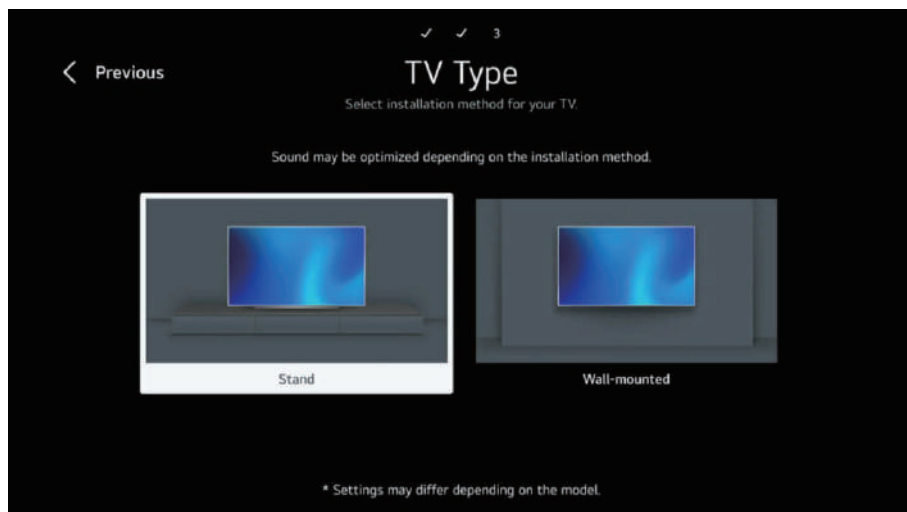 ✓ ✓ 3
Previous
TV Type
Select installation method for your TV.
Sound may be optimized depending on the installation method.
Stand
Wall-mounted
* Settings may differ depending on the model.